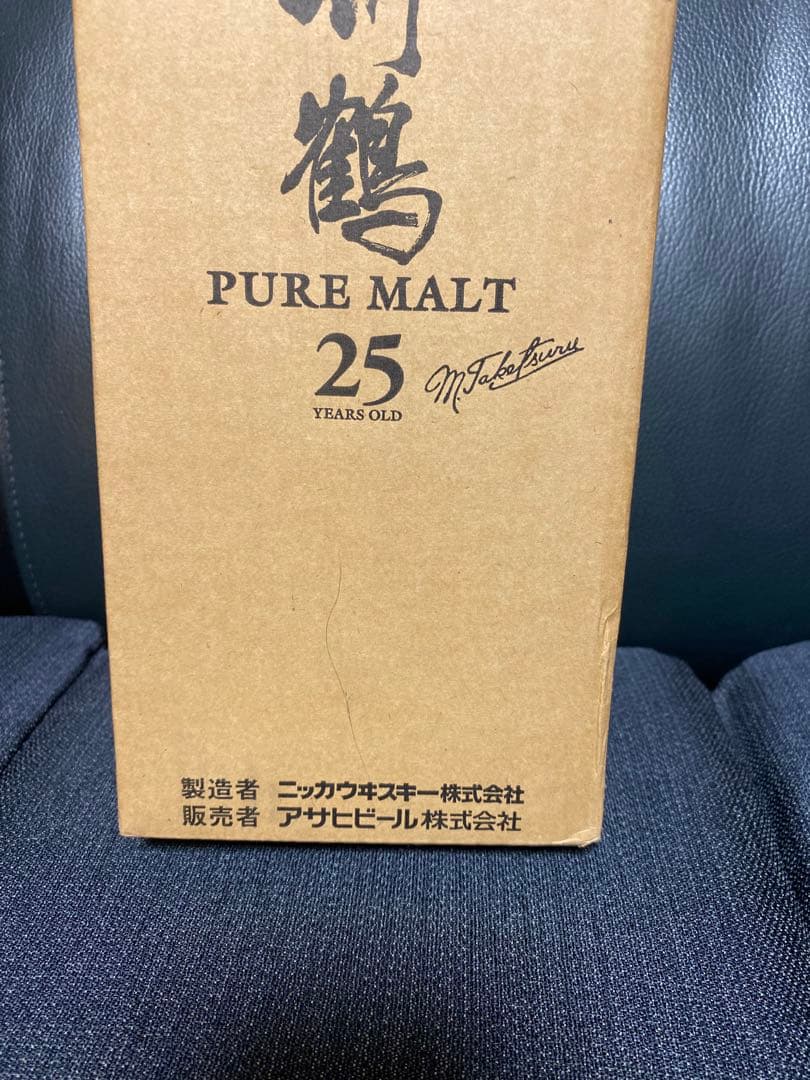 竹鶴
PURE MALT
25
YEARS OLD
M. Taketsuru
製造者 ニッカウヰスキー株式会社
販売者 アサヒビール株式会社